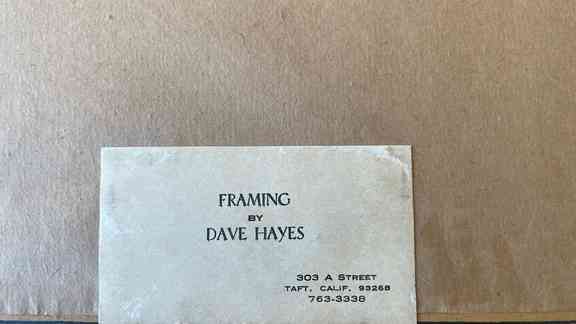 FRAMING
BY
DAVE HAYES
303 A STREET
TAFT, CALIF. 93268
763-3338